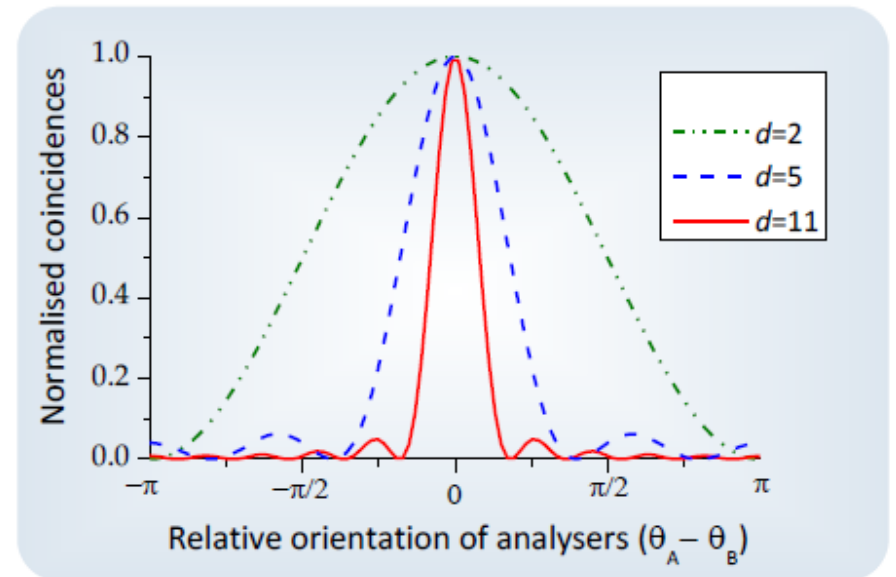 1.0
0.8
0.6
0.4
0.2
0.0
Normalised coincidences
d=2
d=5
d=11
−π
−π/2
0
π/2
π
Relative orientation of analysers (θA− θB)